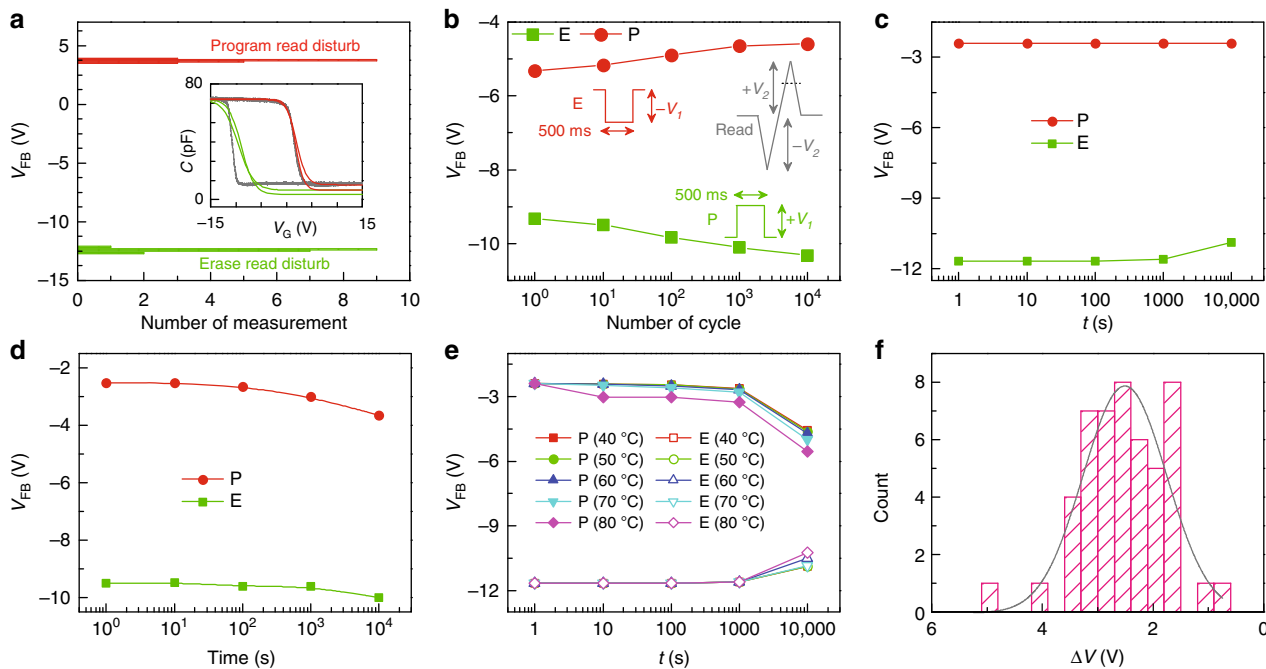 a
5
0
−5
−10
−15
V_FB (V)
Program read disturb
80
0
C (pF)
−15
15
V_G (V)
Erase read disturb
0
2
4
6
8
10
Number of measurement
b
E
P
−4
−6
−8
−10
V_FB (V)
E
−V_1
500 ms
+V_2
Read
−V_2
500 ms
P
+V_1
10^0
10^1
10^2
10^3
10^4
Number of cycle
c
−3
−6
−9
−12
V_FB (V)
P
E
1
10
100
1000
10,000
t (s)
d
−2
−4
−6
−8
−10
V_FB (V)
P
E
10^0
10^1
10^2
10^3
10^4
Time (s)
e
0
−3
−6
−9
−12
V_FB (V)
P (40 °C) E (40 °C)
P (50 °C) E (50 °C)
P (60 °C) E (60 °C)
P (70 °C) E (70 °C)
P (80 °C) E (80 °C)
1
10
100
1000
10,000
t (s)
f
10
8
6
4
2
0
Count
6
4
2
0
ΔV (V)